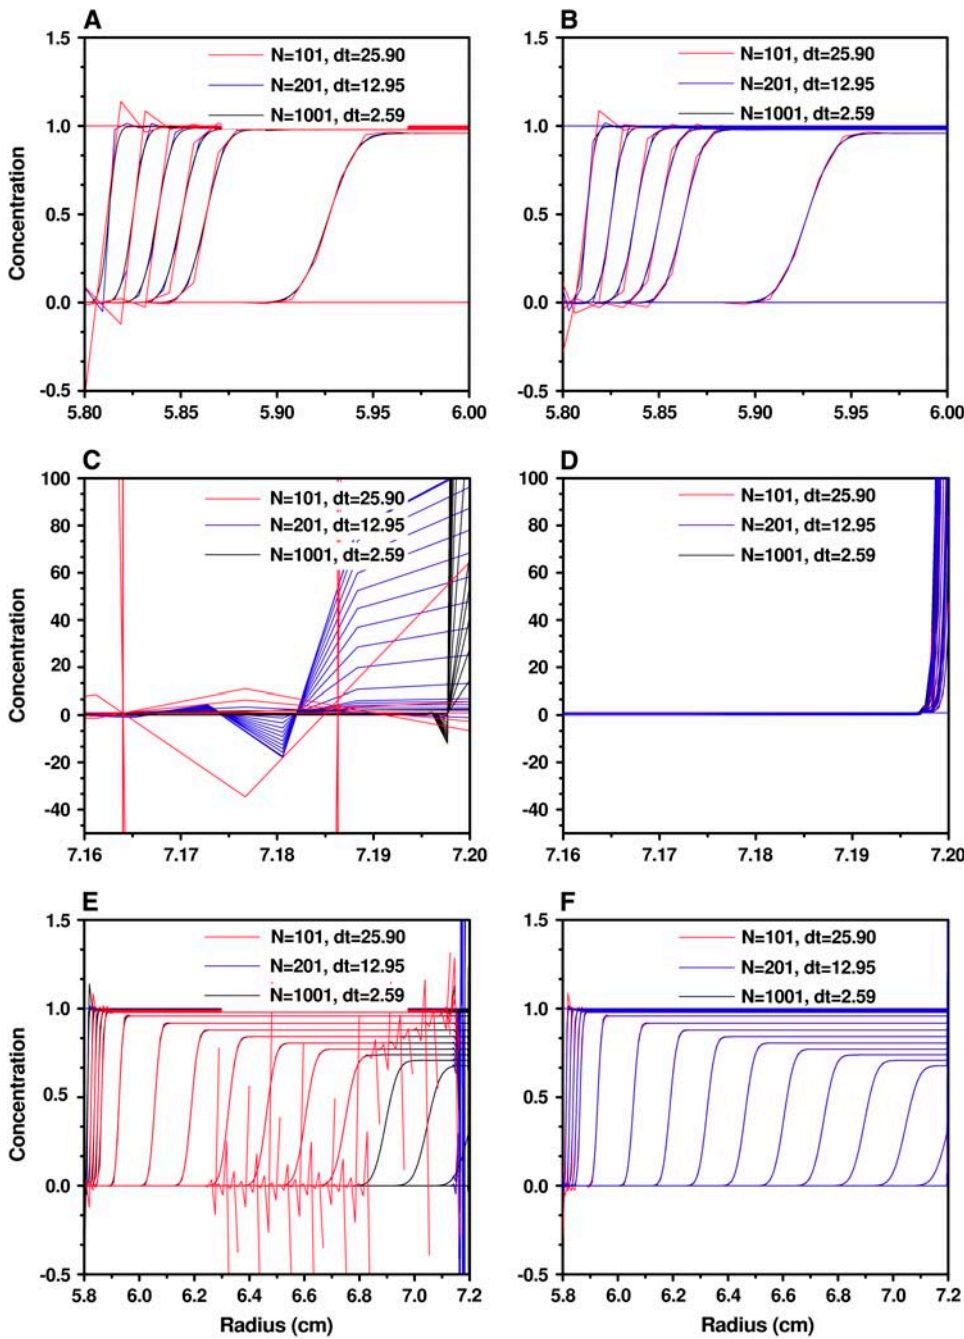 A
1.5
1.0
0.5
0.0
-0.5
Concentration
N=101, dt=25.90
N=201, dt=12.95
N=1001, dt=2.59
5.80 5.85 5.90 5.95 6.00
B
1.5
1.0
0.5
0.0
-0.5
N=101, dt=25.90
N=201, dt=12.95
N=1001, dt=2.59
5.80 5.85 5.90 5.95 6.00
C
100
80
60
40
20
0
-20
-40
Concentration
N=101, dt=25.90
N=201, dt=12.95
N=1001, dt=2.59
7.16 7.17 7.18 7.19 7.20
D
100
80
60
40
20
0
-20
-40
N=101, dt=25.90
N=201, dt=12.95
N=1001, dt=2.59
7.16 7.17 7.18 7.19 7.20
E
1.5
1.0
0.5
0.0
-0.5
Concentration
N=101, dt=25.90
N=201, dt=12.95
N=1001, dt=2.59
5.8 6.0 6.2 6.4 6.6 6.8 7.0 7.2
Radius (cm)
F
1.5
1.0
0.5
0.0
-0.5
N=101, dt=25.90
N=201, dt=12.95
N=1001, dt=2.59
5.8 6.0 6.2 6.4 6.6 6.8 7.0 7.2
Radius (cm)